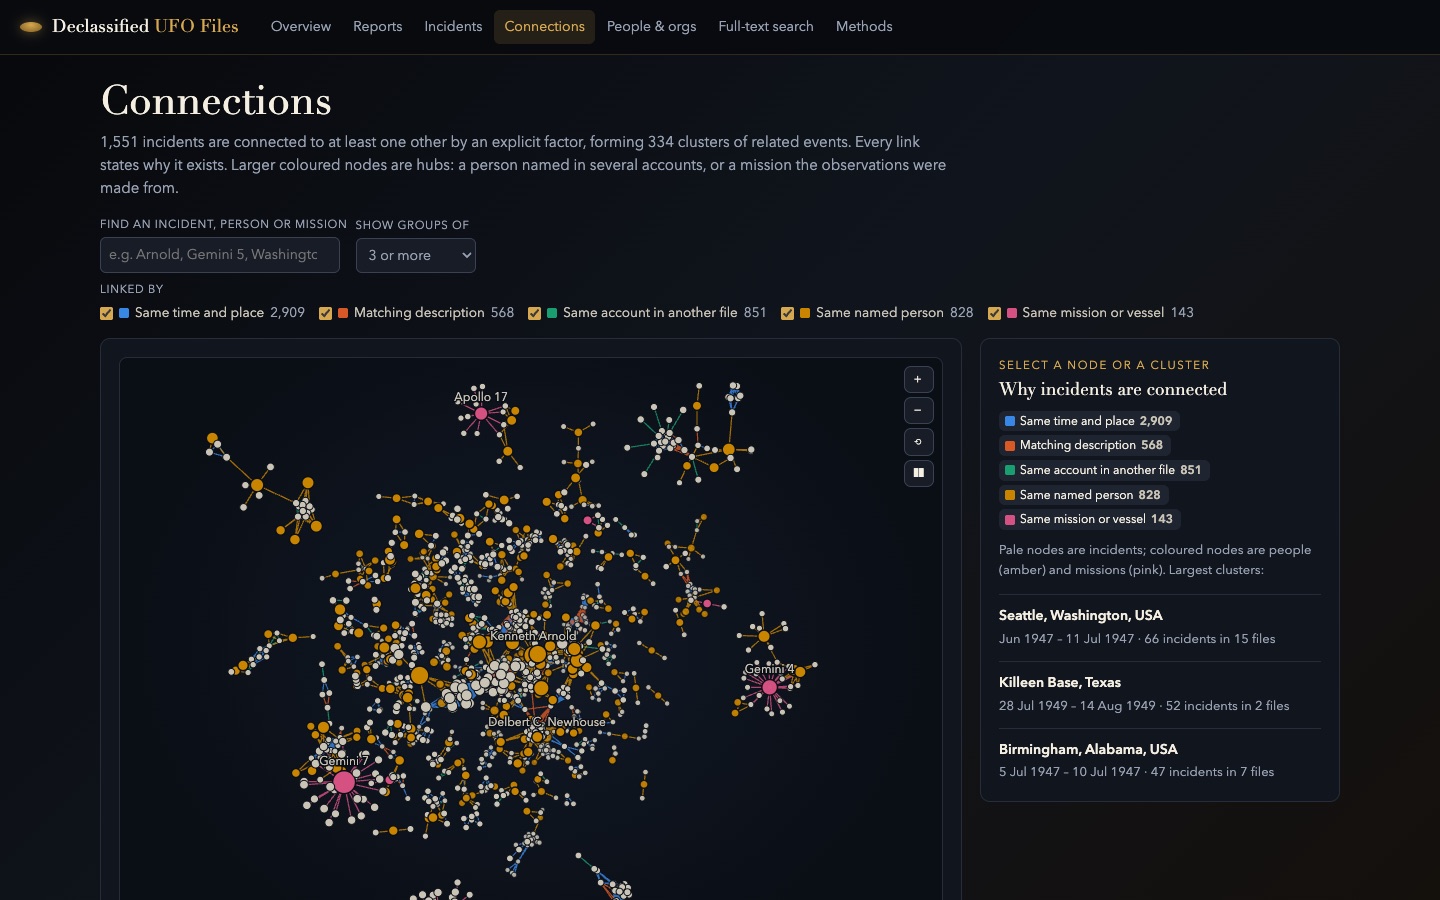 Declassified UFO Files
Overview
Reports
Incidents
Connections
People & orgs
Full-text search
Methods
Connections
1,551 incidents are connected to at least one other by an explicit factor, forming 334 clusters of related events. Every link
states why it exists. Larger coloured nodes are hubs: a person named in several accounts, or a mission the observations were
made from.
FIND AN INCIDENT, PERSON OR MISSION
SHOW GROUPS OF
e.g. Arnold, Gemini 5, Washingtc
3 or more
LINKED BY
Same time and place 2,909
Matching description 568
Same account in another file 851
Same named person 828
Same mission or vessel 143
Apollo 17
Kenneth Arnold
Gemini 4
Delbert C. Newhouse
Gemini 7
+
−
SELECT A NODE OR A CLUSTER
Why incidents are connected
Same time and place 2,909
Matching description 568
Same account in another file 851
Same named person 828
Same mission or vessel 143
Pale nodes are incidents; coloured nodes are people
(amber) and missions (pink). Largest clusters:
Seattle, Washington, USA
Jun 1947 – 11 Jul 1947 · 66 incidents in 15 files
Killeen Base, Texas
28 Jul 1949 – 14 Aug 1949 · 52 incidents in 2 files
Birmingham, Alabama, USA
5 Jul 1947 – 10 Jul 1947 · 47 incidents in 7 files